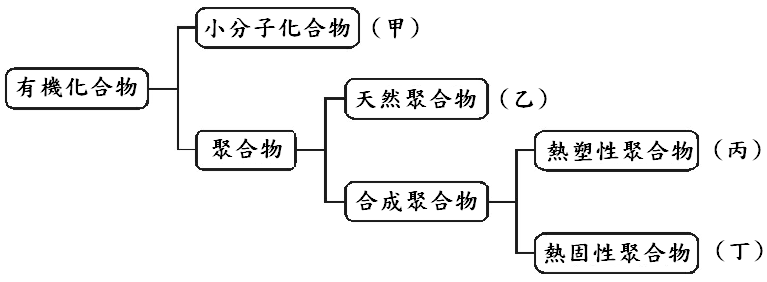 小分子化合物（甲）
有機化合物
天然聚合物（乙）
聚合物
熱塑性聚合物（丙）
合成聚合物
熱固性聚合物（丁）